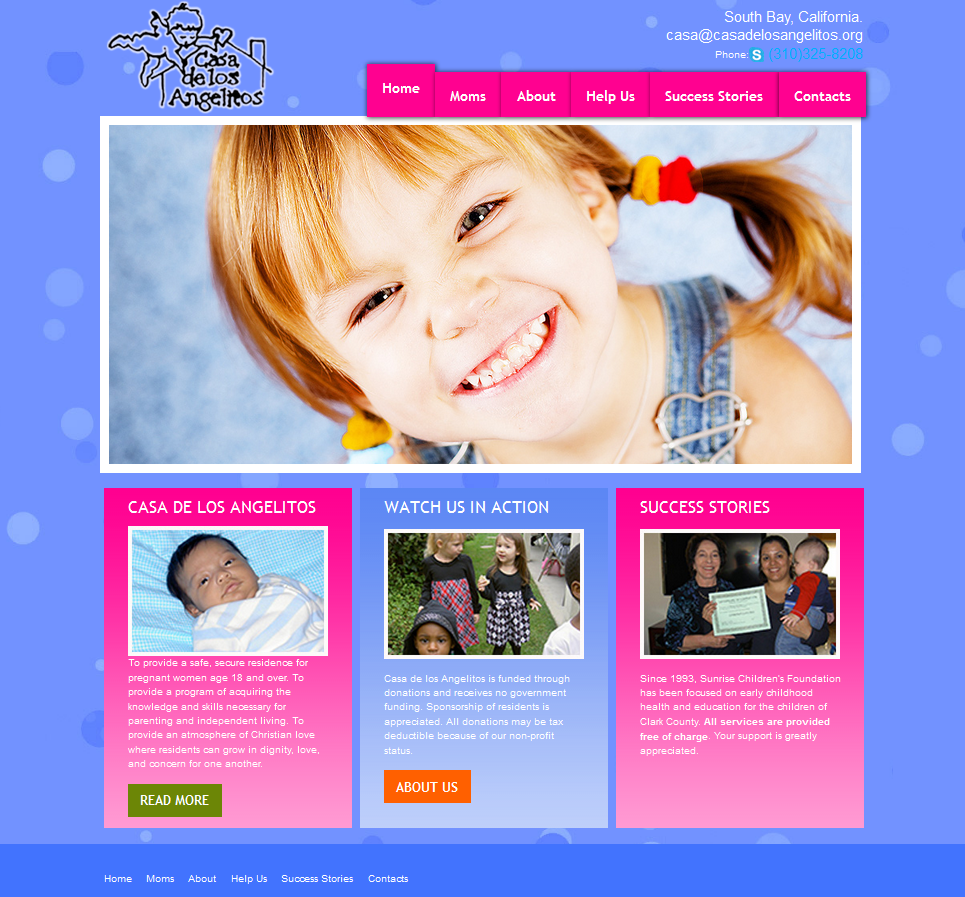 Casa
de los
Angelitos
South Bay, California.
casa@casadelosangelitos.org
Phone: (310)325-8208
Home
Moms
About
Help Us
Success Stories
Contacts
CASA DE LOS ANGELITOS
To provide a safe, secure residence for
pregnant women age 18 and over. To
provide a program of acquiring the
knowledge and skills necessary for
parenting and independent living. To
provide an atmosphere of Christian love
where residents can grow in dignity, love,
and concern for one another.
READ MORE
WATCH US IN ACTION
Casa de los Angelitos is funded through
donations and receives no government
funding. Sponsorship of residents is
appreciated. All donations may be tax
deductible because of our non-profit
status.
ABOUT US
SUCCESS STORIES
Since 1993, Sunrise Children's Foundation
has been focused on early childhood
health and education for the children of
Clark County. All services are provided
free of charge. Your support is greatly
appreciated.
Home Moms About Help Us Success Stories Contacts